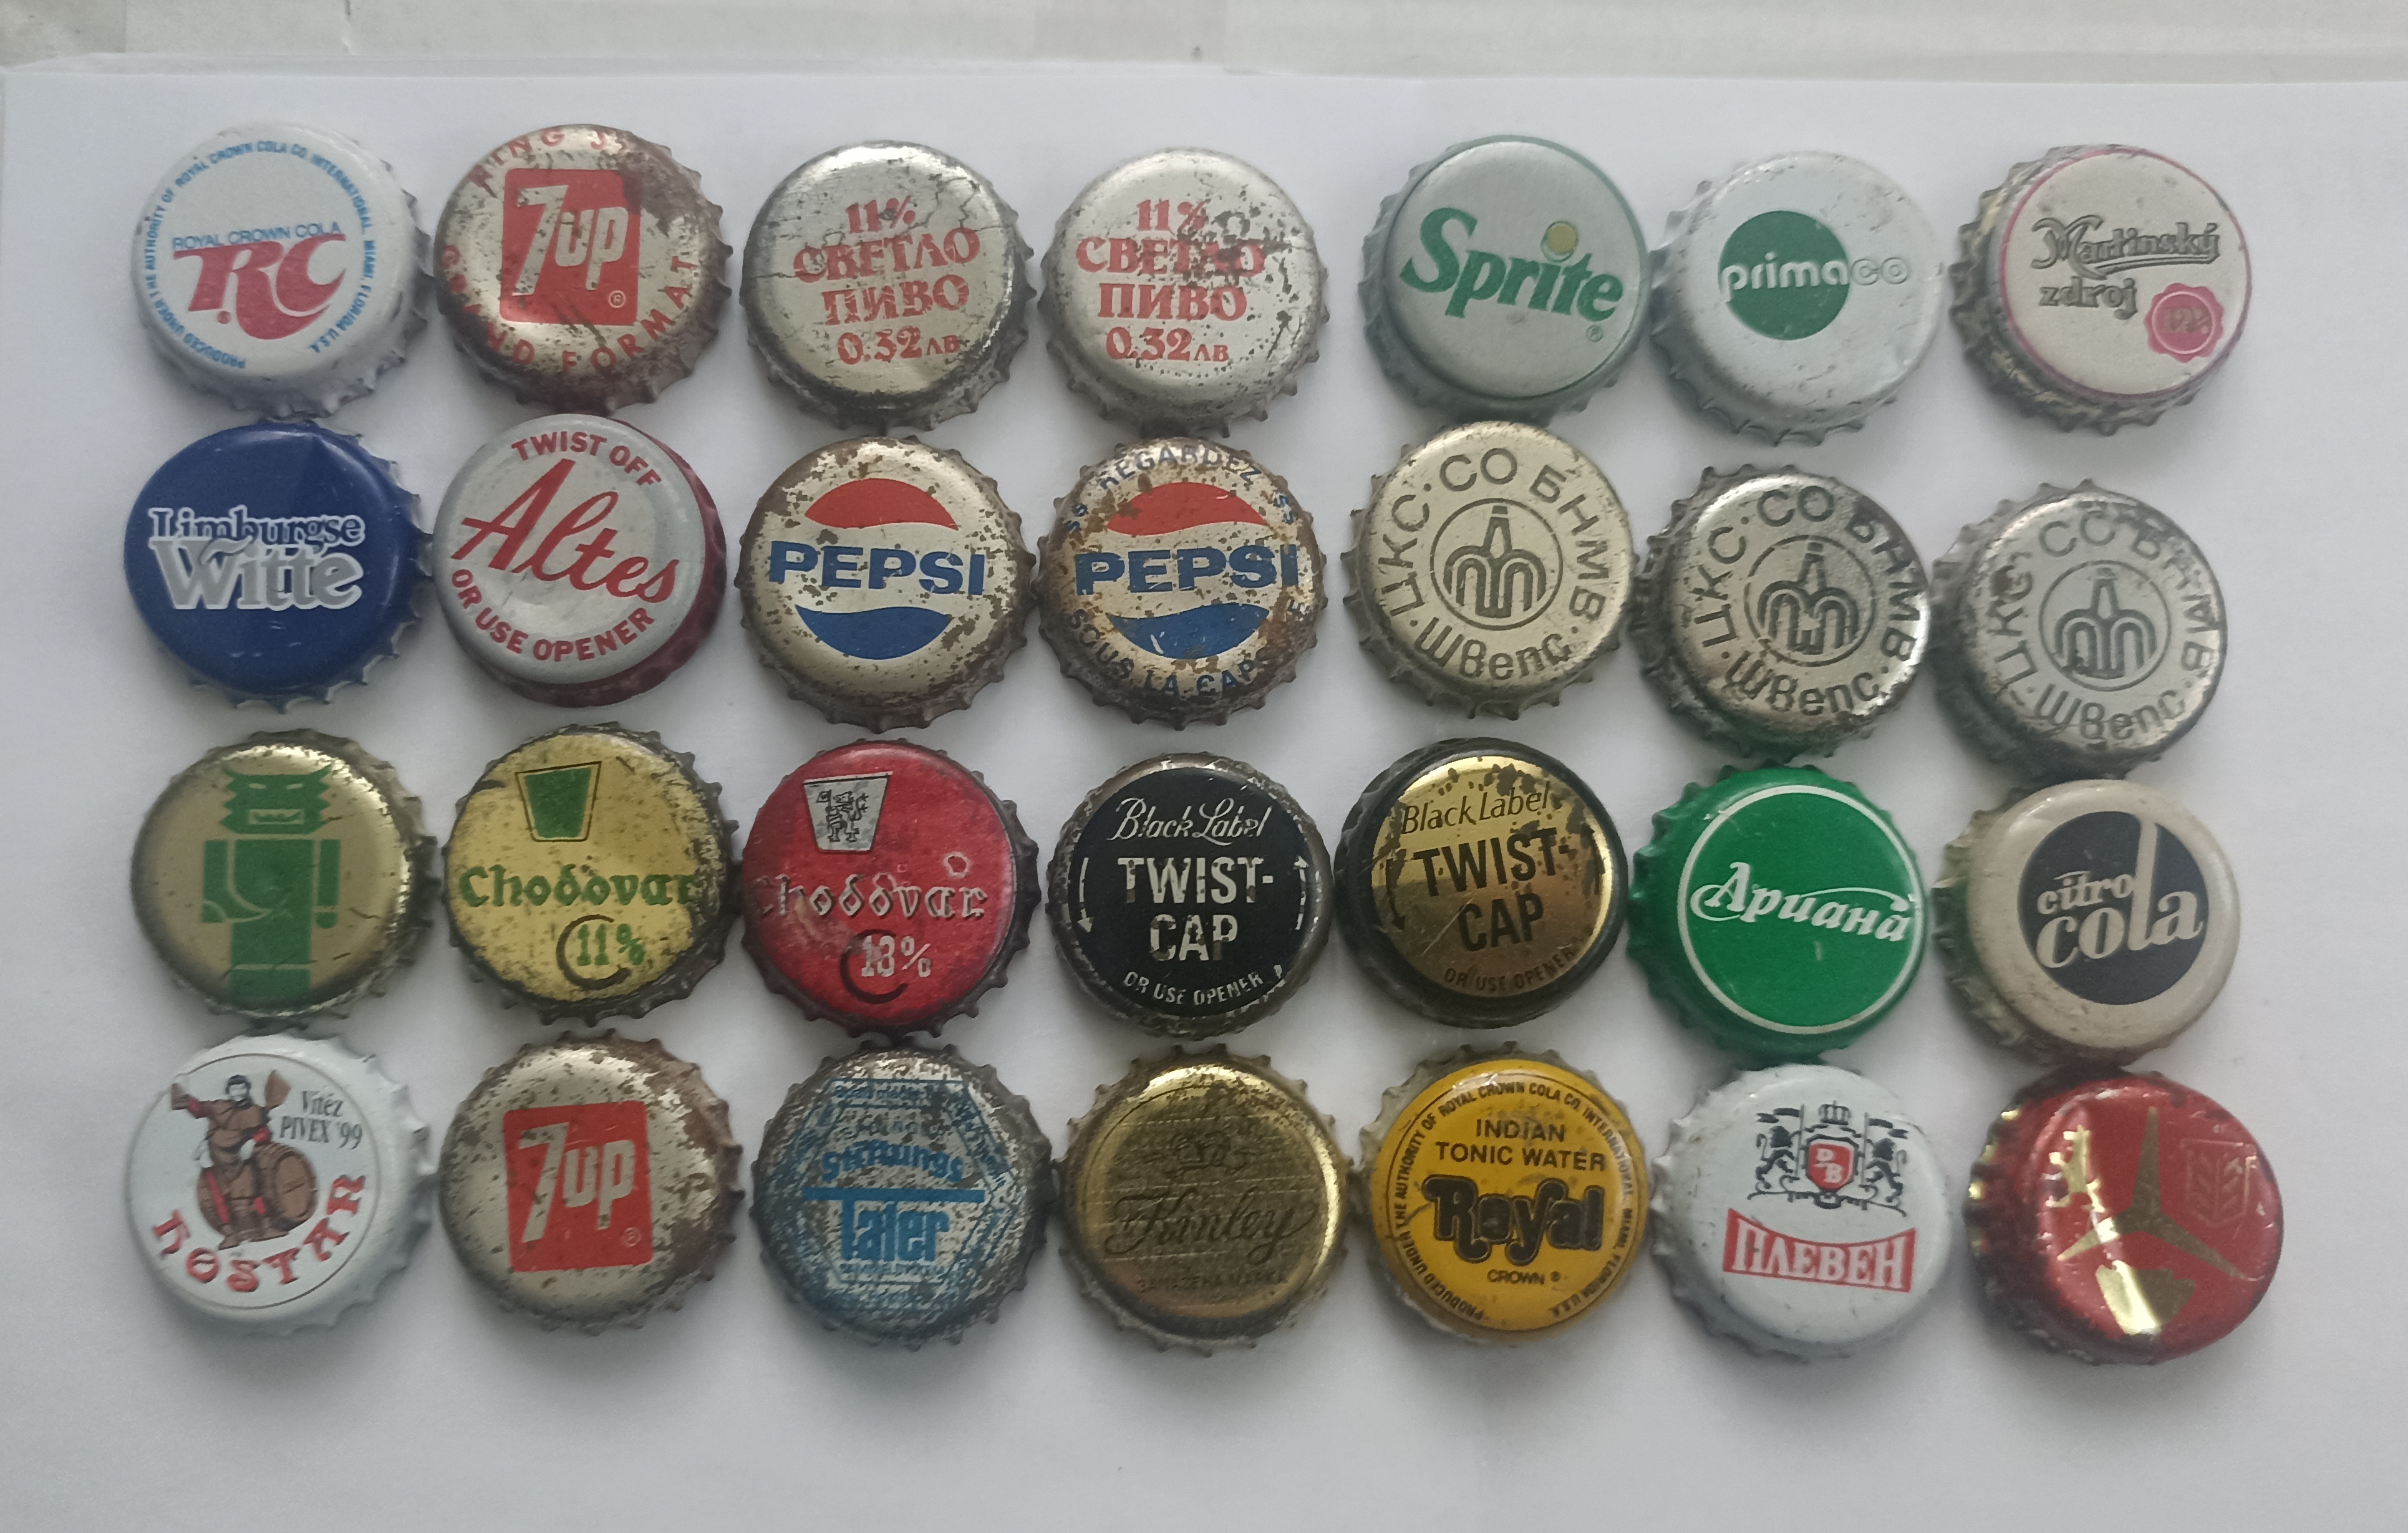 PRODUCED UNDER THE AUTHORITY OF ROYAL CROWN COLA CO. INTERNATIONAL MIAMI, FLORIDA U.S.A.
ROYAL CROWN COLA
RC
7up®
GRAND FORMAT
11%
СВЕТЛО
ПИВО
0.32лв
11%
СВЕТЛО
ПИВО
0.32лв
Sprite®
primaco
Martinský
zdroj
12%
Limburgse
Witte
TWIST OFF
Altes
OR USE OPENER
PEPSI
REGARDEZ
PEPSI
SOUS LA CAPSULE
ЦКС·СО БНМВ·
Швепс
ЦКС·СО БНМВ·
Швепс
ЦКС·СО БНМВ·
Швепс
Chodovar
11%
Chodovar
Black Label
TWIST-
CAP
OR USE OPENER
Black Label
TWIST-
CAP
OR USE OPENER
Ариана
citro
cola
Vítěz
PIVEX '99
HOSTAR
7up®
Taler
Kinley
ЗАПАЗЕНА МАРКА
PRODUCED UNDER THE AUTHORITY OF ROYAL CROWN COLA CO. INTERNATIONAL MIAMI, FLORIDA U.S.A.
INDIAN
TONIC WATER
Royal
CROWN®
ПЛЕВЕН